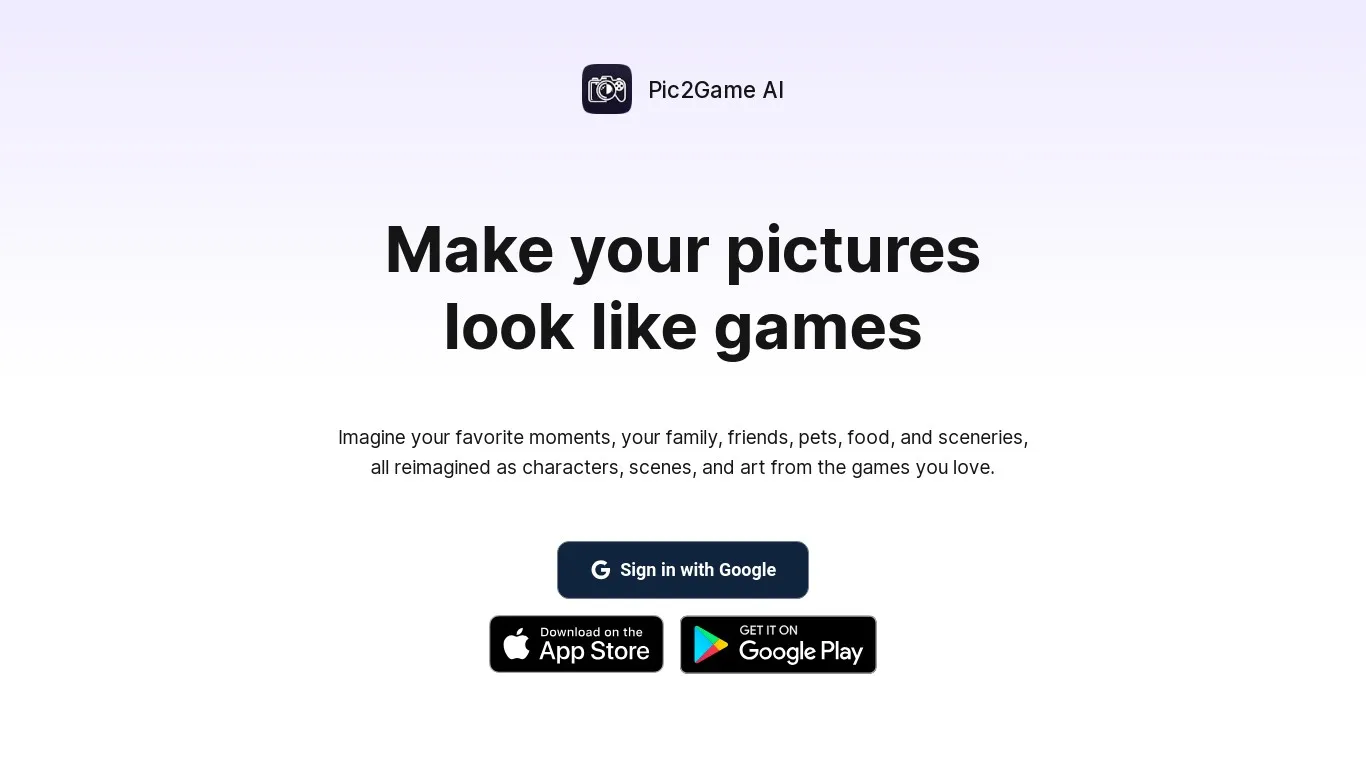 Pic2Game AI
Make your pictures
look like games
Imagine your favorite moments, your family, friends, pets, food, and sceneries,
all reimagined as characters, scenes, and art from the games you love.
Sign in with Google
Download on the
App Store
GET IT ON
Google Play